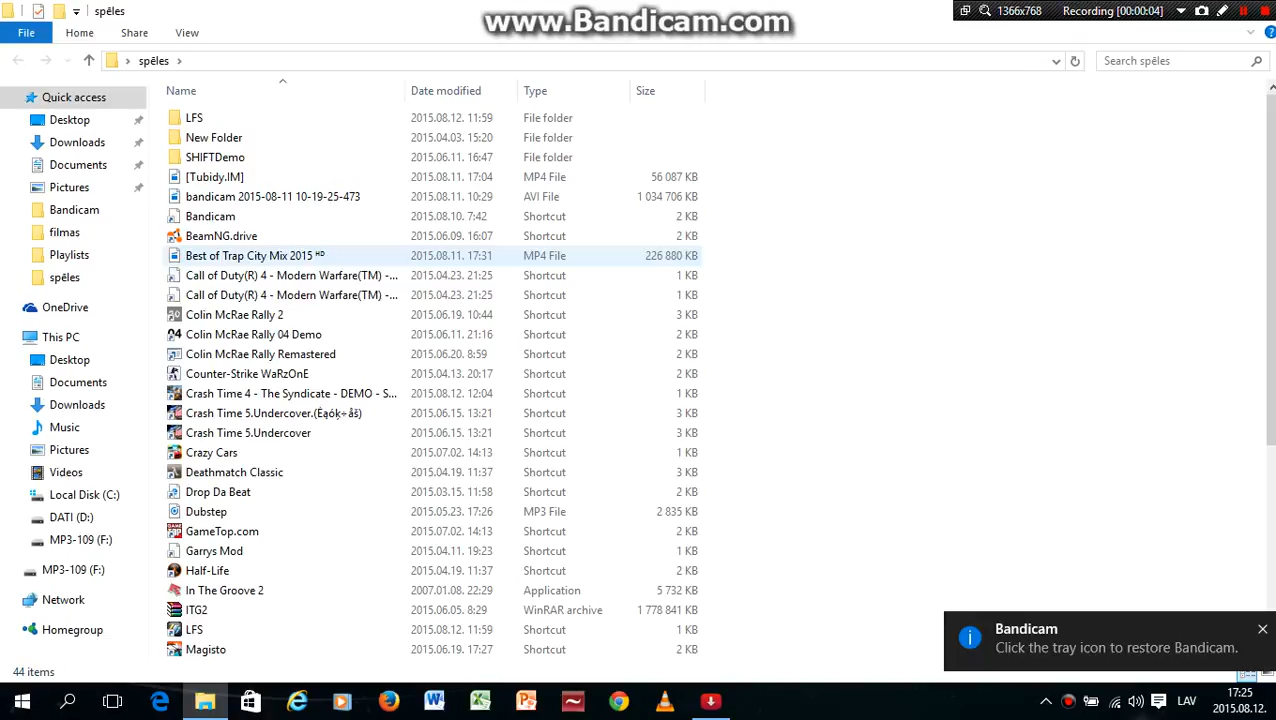 spēles
www.Bandicam.com
1366x768 Recording [00:00:04]
File Home Share View
spēles
Search spēles
Name Date modified Type Size
Quick access
Desktop
Downloads
Documents
Pictures
Bandicam
filmas
Playlists
spēles
OneDrive
This PC
Desktop
Documents
Downloads
Music
Pictures
Videos
Local Disk (C:)
DATI (D:)
MP3-109 (F:)
MP3-109 (F:)
Network
Homegroup
LFS 2015.08.12. 11:59 File folder
New Folder 2015.04.03. 15:20 File folder
SHIFTDemo 2015.06.11. 16:47 File folder
[Tubidy.IM] 2015.08.11. 17:04 MP4 File 56 087 KB
bandicam 2015-08-11 10-19-25-473 2015.08.11. 10:29 AVI File 1 034 706 KB
Bandicam 2015.08.10. 7:42 Shortcut 2 KB
BeamNG.drive 2015.06.09. 16:07 Shortcut 2 KB
Best of Trap City Mix 2015 ᴴᴰ 2015.08.11. 17:31 MP4 File 226 880 KB
Call of Duty(R) 4 - Modern Warfare(TM) -... 2015.04.23. 21:25 Shortcut 1 KB
Call of Duty(R) 4 - Modern Warfare(TM) -... 2015.04.23. 21:25 Shortcut 1 KB
Colin McRae Rally 2 2015.06.19. 10:44 Shortcut 3 KB
Colin McRae Rally 04 Demo 2015.06.11. 21:16 Shortcut 2 KB
Colin McRae Rally Remastered 2015.06.20. 8:59 Shortcut 2 KB
Counter-Strike WaRzOnE 2015.04.13. 20:17 Shortcut 2 KB
Crash Time 4 - The Syndicate - DEMO - S... 2015.08.12. 12:04 Shortcut 1 KB
Crash Time 5.Undercover.(Ėąóķ÷åš) 2015.06.15. 13:21 Shortcut 3 KB
Crash Time 5.Undercover 2015.06.15. 13:21 Shortcut 3 KB
Crazy Cars 2015.07.02. 14:13 Shortcut 1 KB
Deathmatch Classic 2015.04.19. 11:37 Shortcut 3 KB
Drop Da Beat 2015.03.15. 11:58 Shortcut 2 KB
Dubstep 2015.05.23. 17:26 MP3 File 2 835 KB
GameTop.com 2015.07.02. 14:13 Shortcut 2 KB
Garrys Mod 2015.04.11. 19:23 Shortcut 1 KB
Half-Life 2015.04.19. 11:37 Shortcut 2 KB
In The Groove 2 2007.01.08. 22:29 Application 5 732 KB
ITG2 2015.06.05. 8:29 WinRAR archive 1 778 841 KB
LFS 2015.08.12. 11:59 Shortcut 1 KB
Magisto 2015.06.19. 17:27 Shortcut 2 KB
44 items
Bandicam
Click the tray icon to restore Bandicam.
LAV
17:25
2015.08.12.